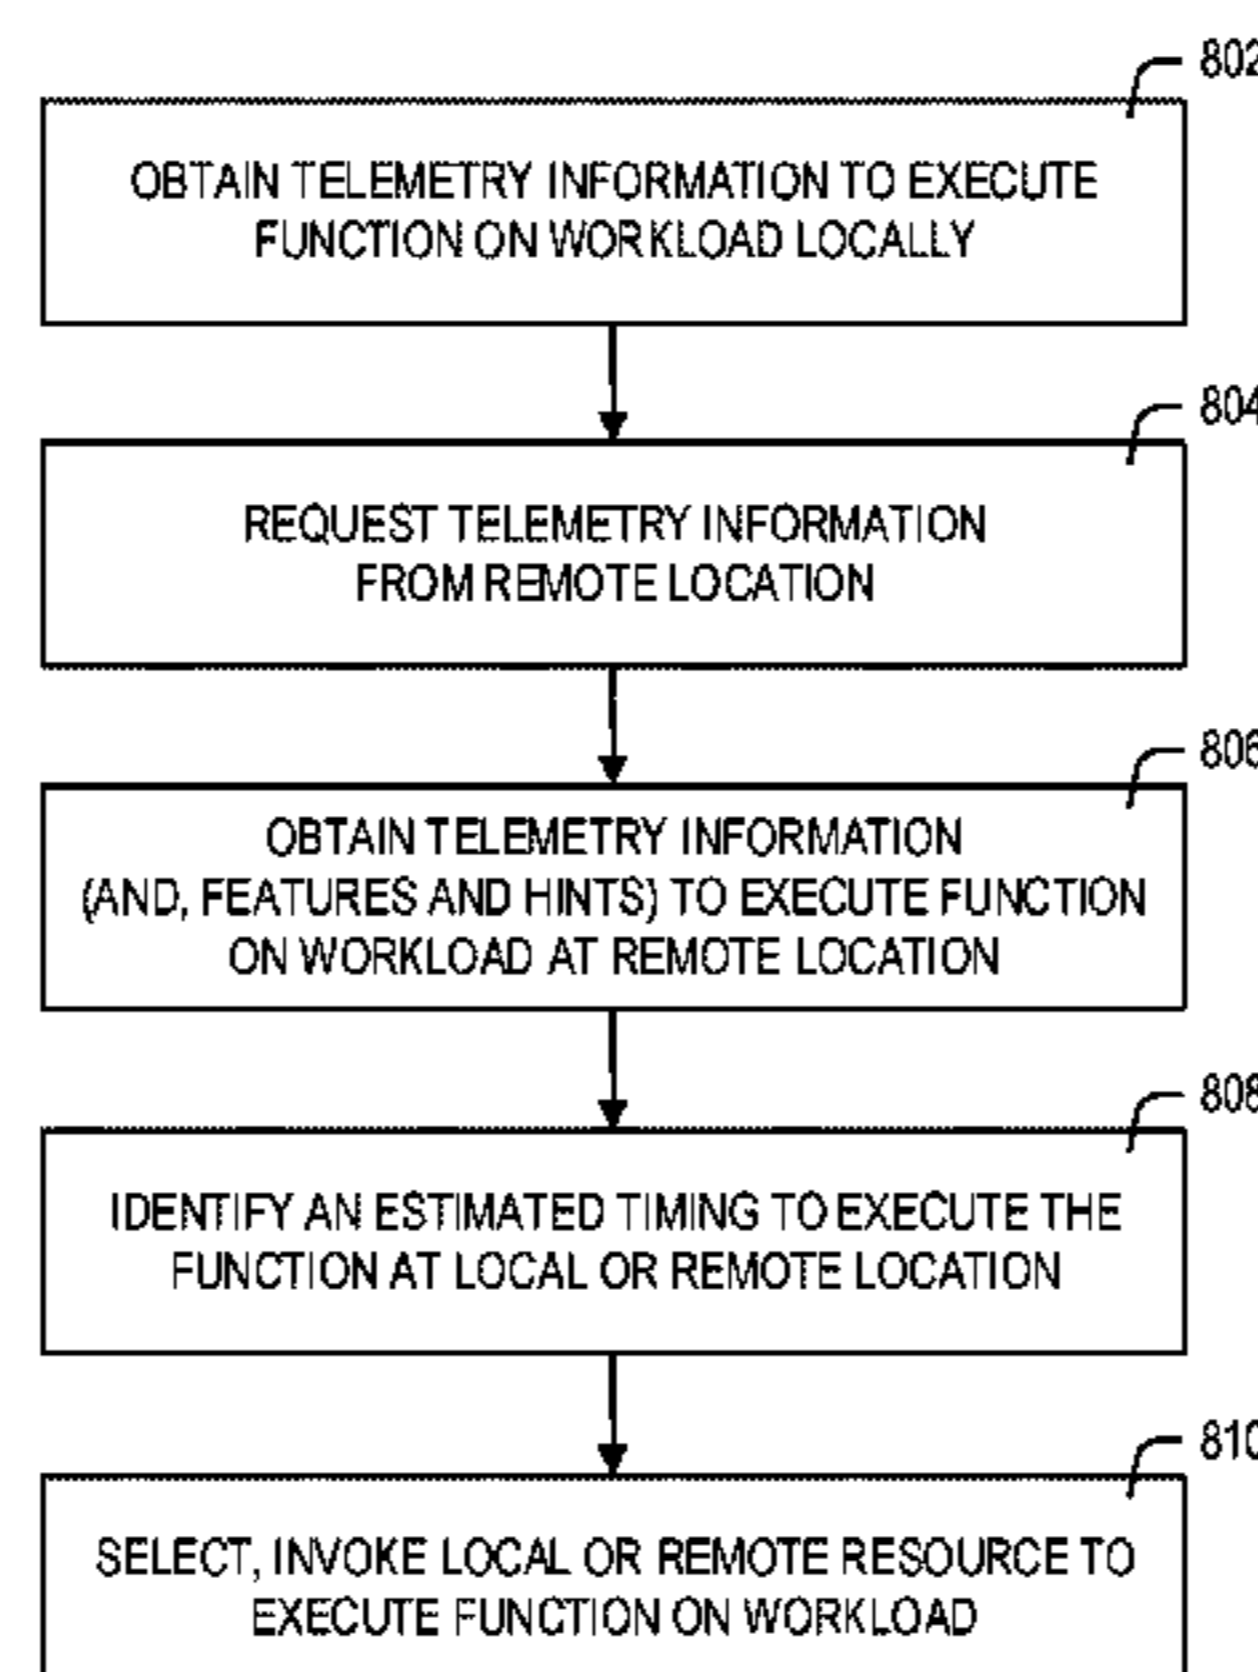 802
OBTAIN TELEMETRY INFORMATION TO EXECUTE
FUNCTION ON WORKLOAD LOCALLY
804
REQUEST TELEMETRY INFORMATION
FROM REMOTE LOCATION
806
OBTAIN TELEMETRY INFORMATION
(AND, FEATURES AND HINTS) TO EXECUTE FUNCTION
ON WORKLOAD AT REMOTE LOCATION
808
IDENTIFY AN ESTIMATED TIMING TO EXECUTE THE
FUNCTION AT LOCAL OR REMOTE LOCATION
810
SELECT, INVOKE LOCAL OR REMOTE RESOURCE TO
EXECUTE FUNCTION ON WORKLOAD